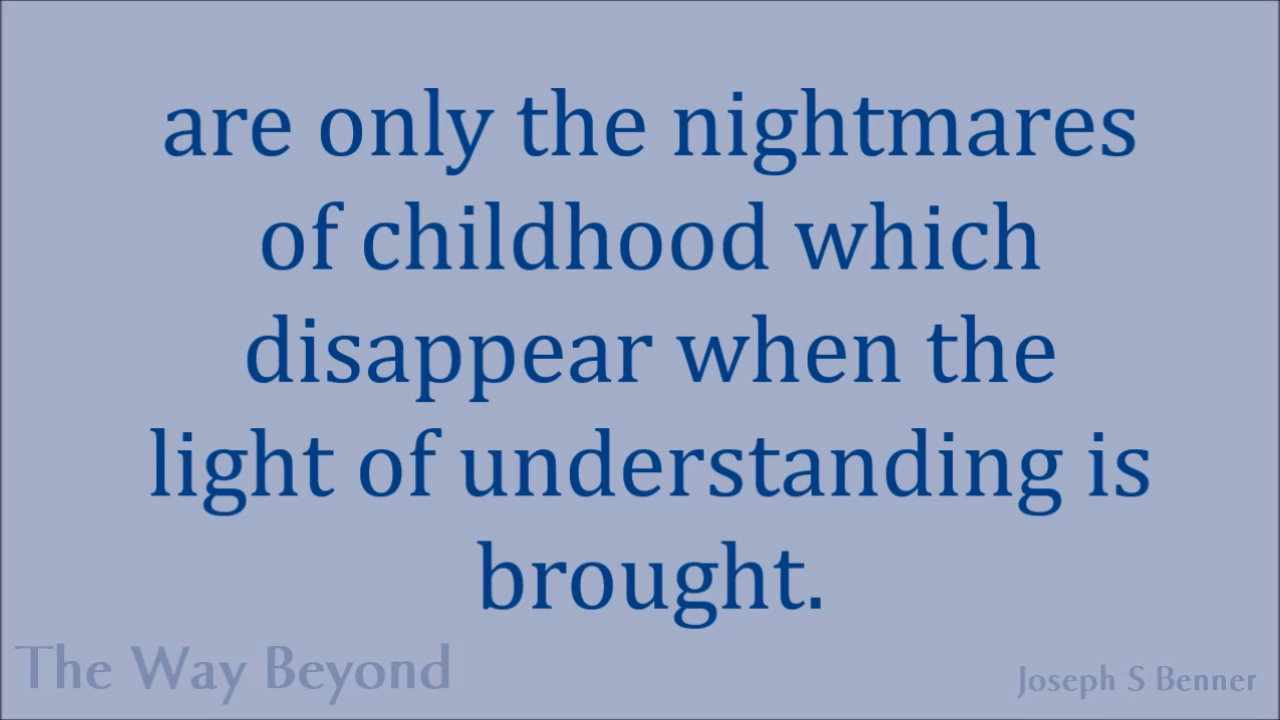 are only the nightmares
of childhood which
disappear when the
light of understanding is
brought.
The Way Beyond
Joseph S Benner